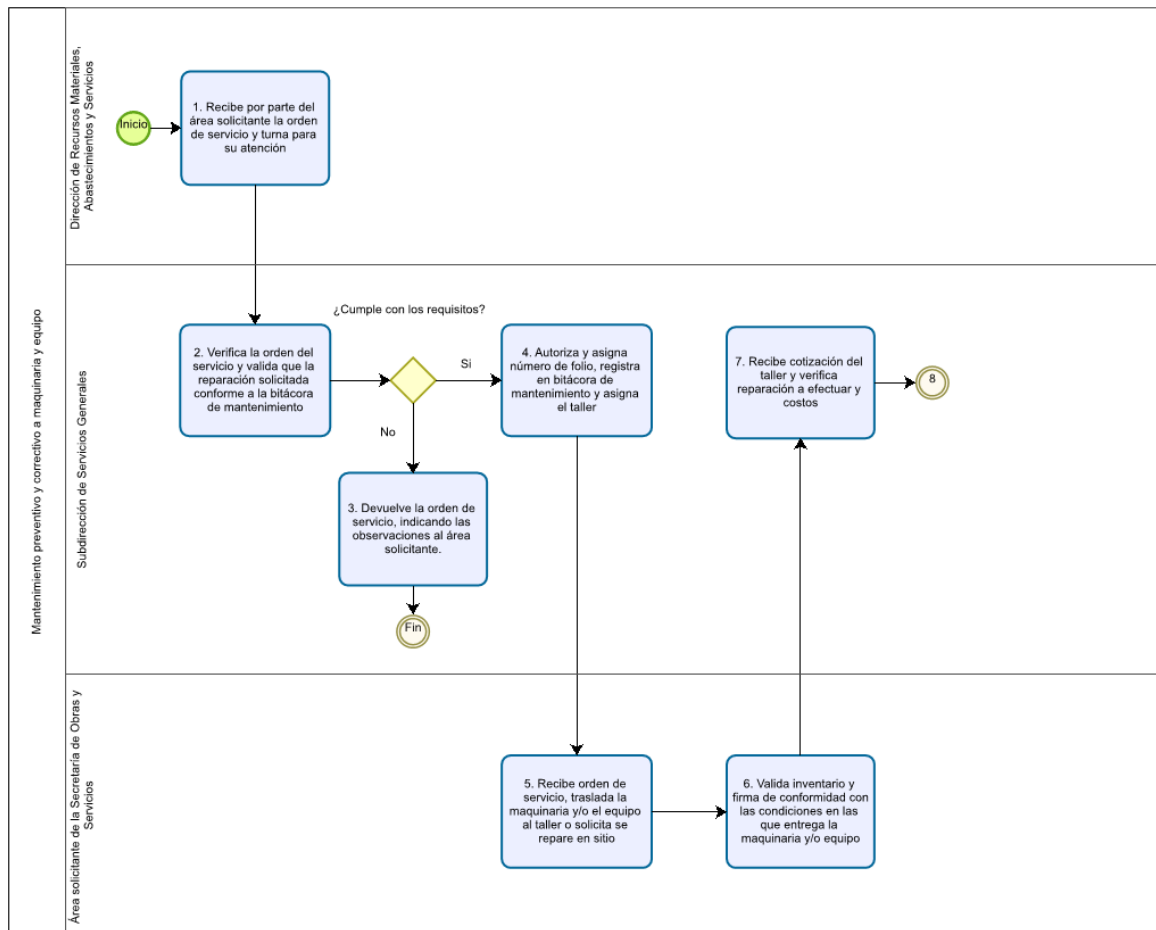 Mantenimiento preventivo y correctivo a maquinaria y equipo
Dirección de Recursos Materiales,
Abastecimientos y Servicios
Inicio
1. Recibe por parte del
área solicitante la orden
de servicio y turna para
su atención
Subdirección de Servicios Generales
2. Verifica la orden del
servicio y valida que la
reparación solicitada
conforme a la bitácora
de mantenimiento
¿Cumple con los requisitos?
Si
No
3. Devuelve la orden de
servicio, indicando las
observaciones al área
solicitante.
Fin
4. Autoriza y asigna
número de folio, registra
en bitácora de
mantenimiento y asigna
el taller
7. Recibe cotización del
taller y verifica
reparación a efectuar y
costos
8
Área solicitante de la Secretaría de Obras y
Servicios
5. Recibe orden de
servicio, traslada la
maquinaria y/o el equipo
al taller o solicita se
repare en sitio
6. Valida inventario y
firma de conformidad con
las condiciones en las
que entrega la
maquinaria y/o equipo